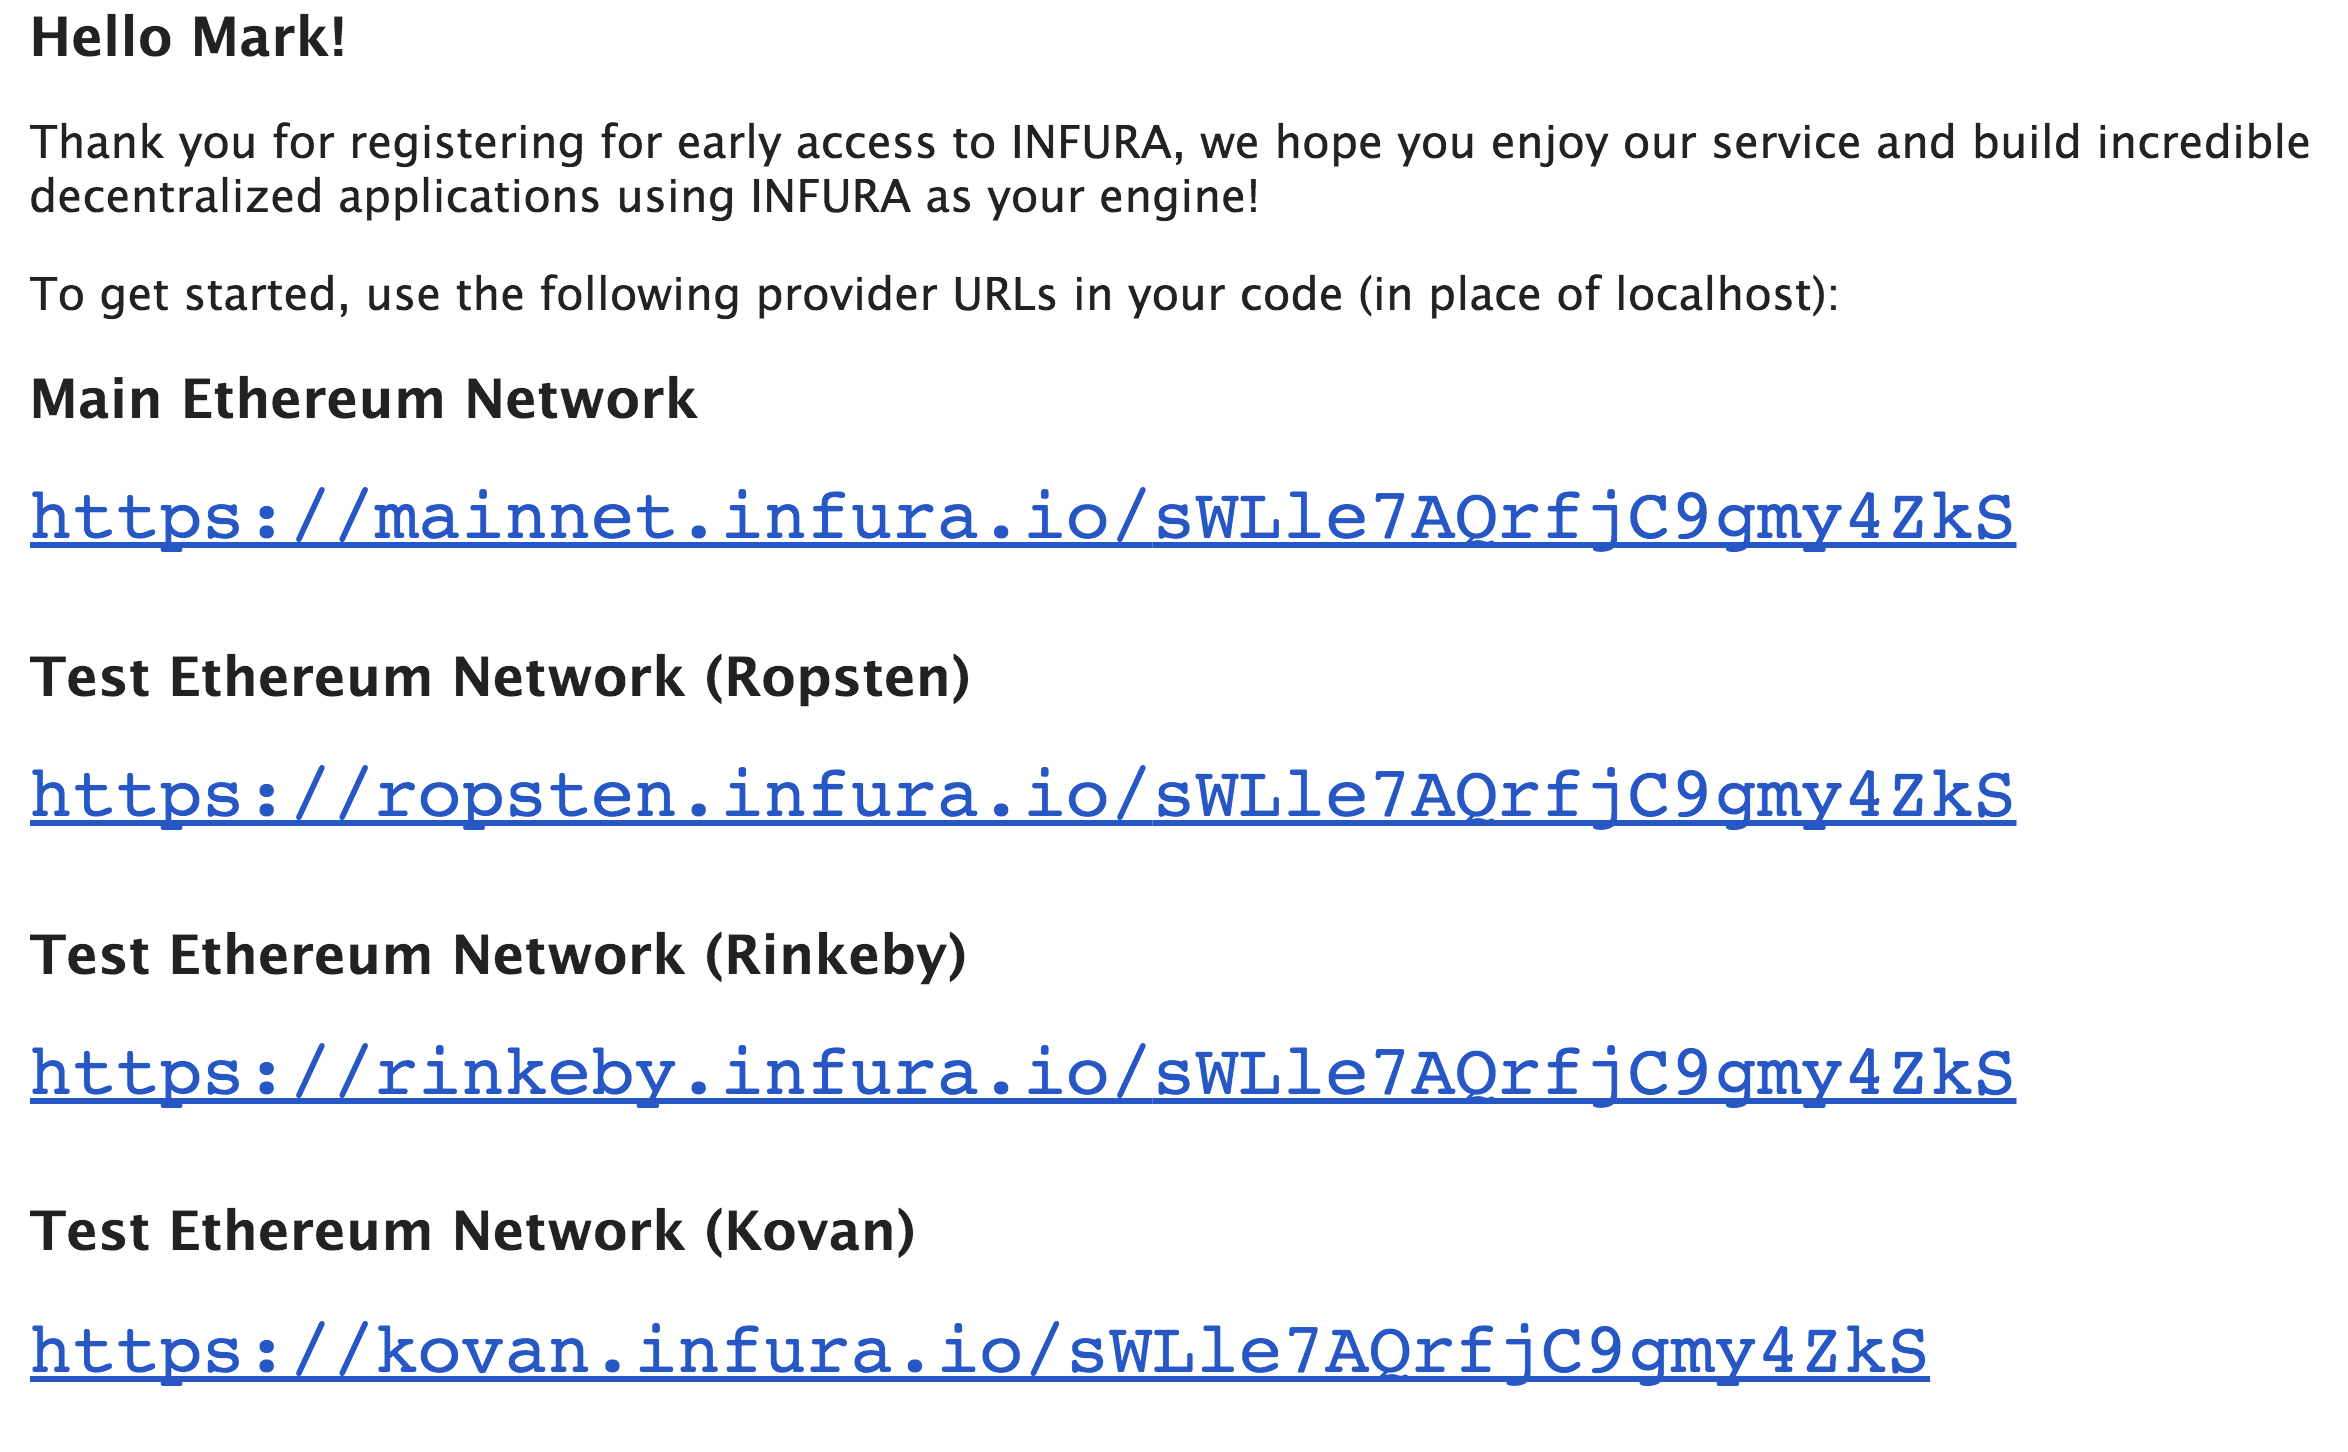 Hello Mark!
Thank you for registering for early access to INFURA, we hope you enjoy our service and build incredible
decentralized applications using INFURA as your engine!
To get started, use the following provider URLs in your code (in place of localhost):
Main Ethereum Network
https://mainnet.infura.io/sWLle7AQrfjC9gmy4ZkS
Test Ethereum Network (Ropsten)
https://ropsten.infura.io/sWLle7AQrfjC9gmy4ZkS
Test Ethereum Network (Rinkeby)
https://rinkeby.infura.io/sWLle7AQrfjC9gmy4ZkS
Test Ethereum Network (Kovan)
https://kovan.infura.io/sWLle7AQrfjC9gmy4ZkS